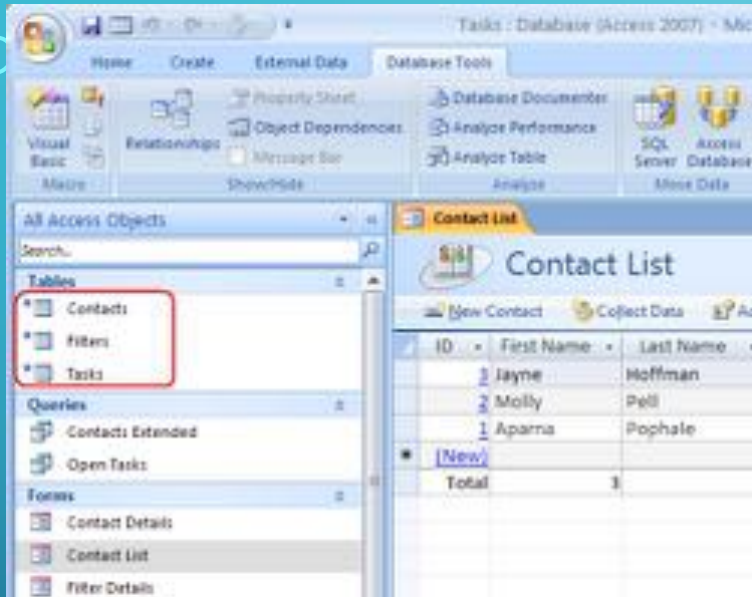 Tasks : Database (Access 2007) - Mic
Home Create External Data Database Tools
Visual Basic
Relationships
Property Sheet
Object Dependencies
Message Bar
Database Documenter
Analyze Performance
Analyze Table
SQL Server
Access Database
Macro Show/Hide Analyze Move Data
All Access Objects
Search..
Tables
Contacts
Filters
Tasks
Queries
Contacts Extended
Open Tasks
Forms
Contact Details
Contact List
Filter Details
Contact List
Contact List
New Contact Collect Data
ID First Name Last Name
3 Jayne Hoffman
2 Molly Pell
1 Aparna Pophale
(New)
Total 3